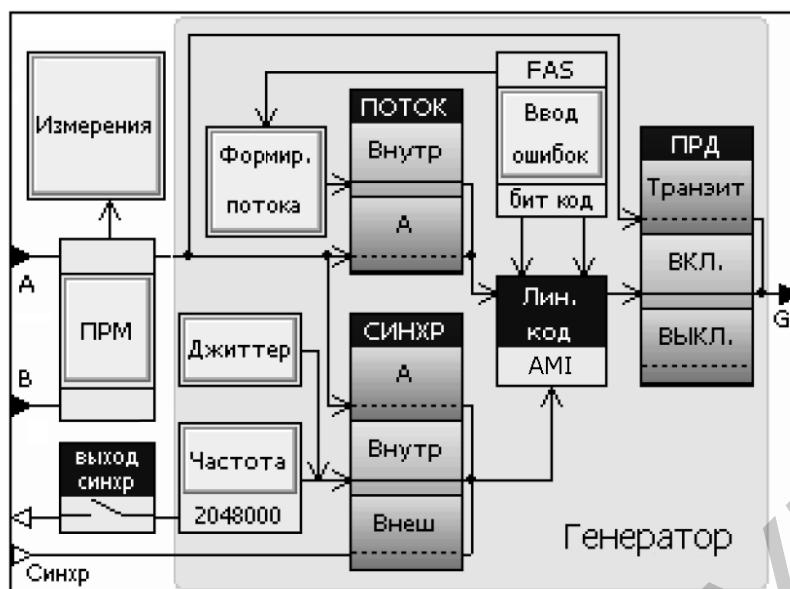 Измерения
A
ПРМ
B
выход
синхр
Синхр
Формир.
потока
Джиттер
Частота
2048000
ПОТОК
Внутр
А
СИНХР
А
Внутр
Внеш
FAS
Ввод
ошибок
бит код
Лин.
код
AMI
ПРД
Транзит
ВКЛ.
ВЫКЛ.
G
Генератор